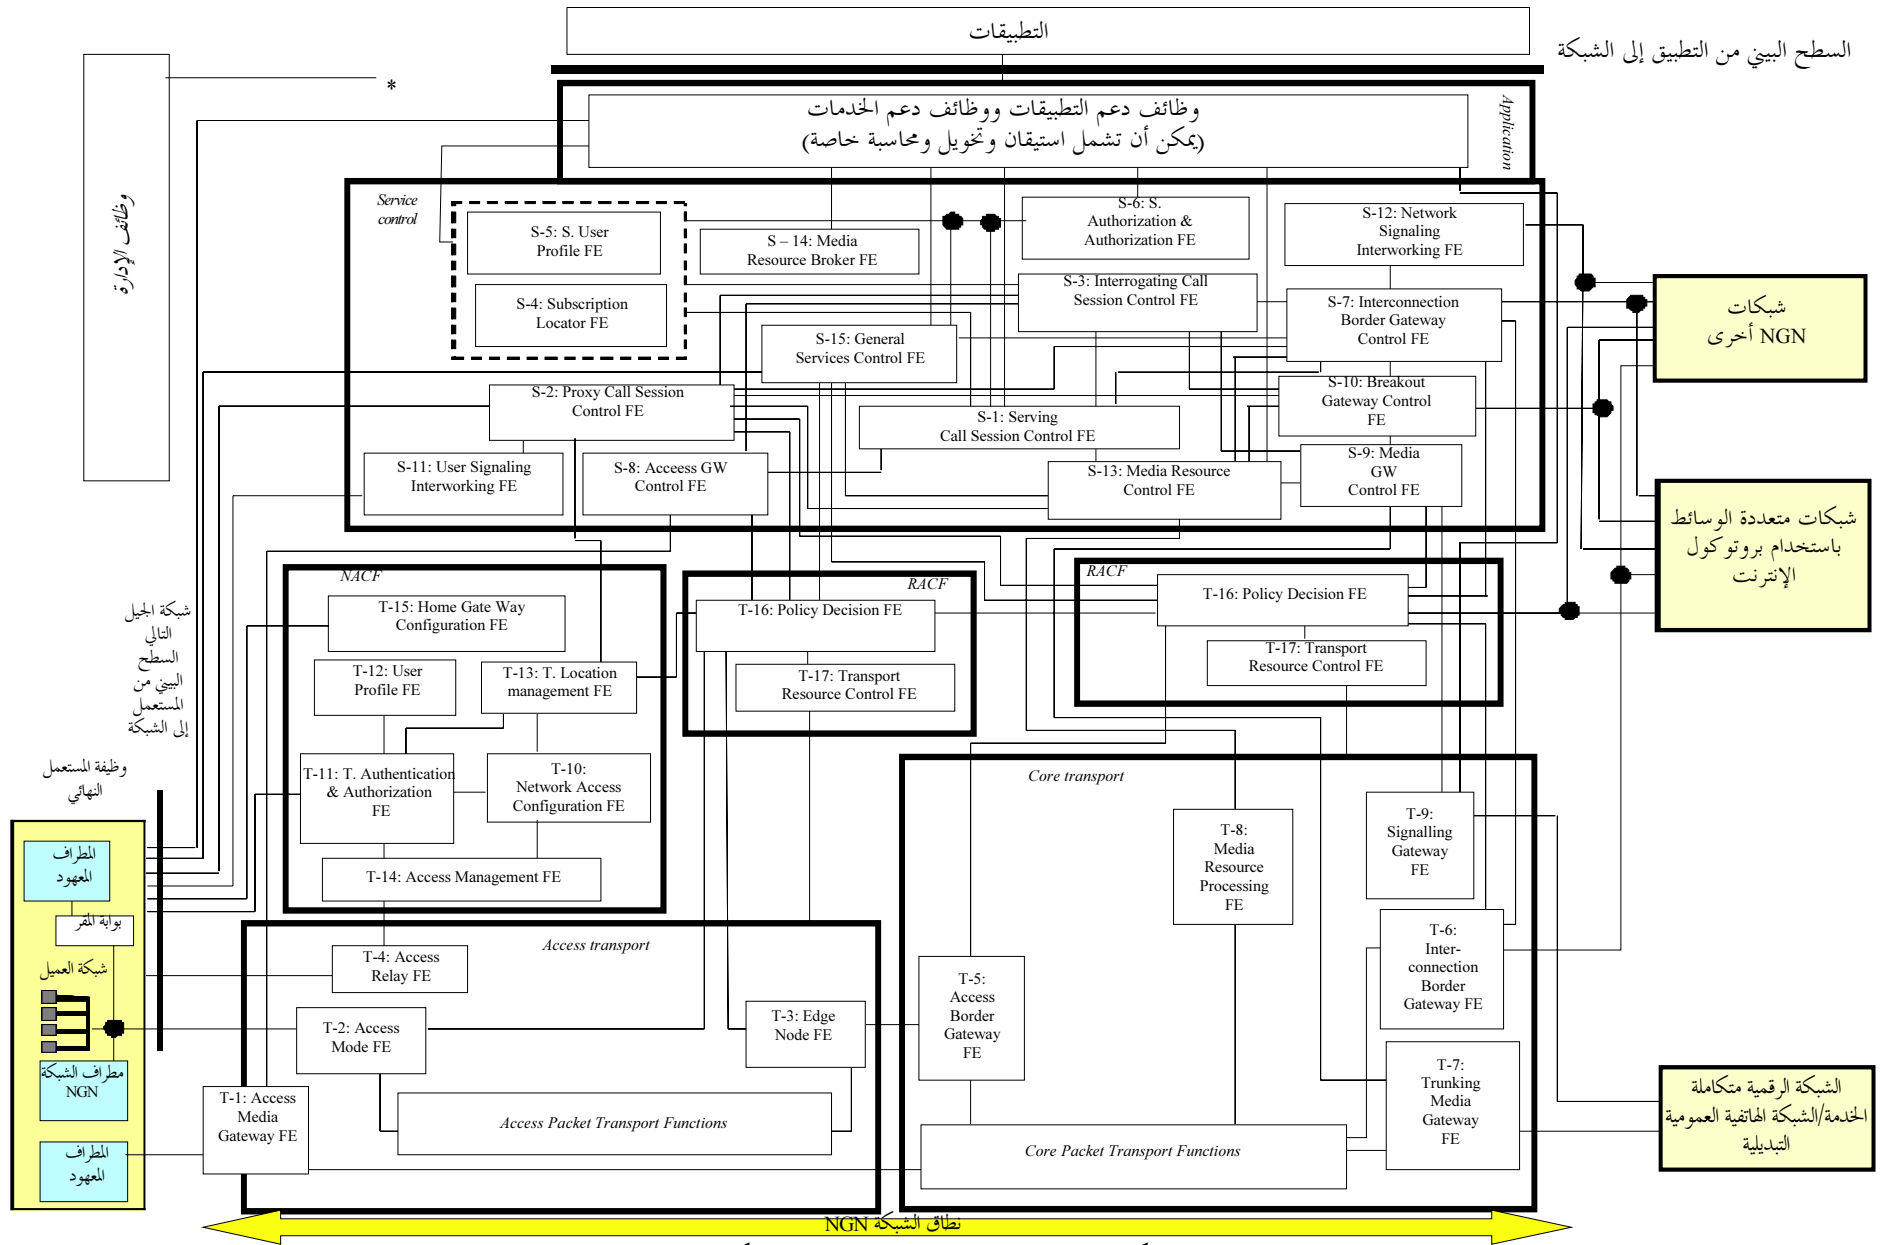 التطبيقات
السطح البيني من التطبيق إلى الشبكة
*
وظائف الإدارة
وظائف دعم التطبيقات ووظائف دعم الخدمات
(يمكن أن تشمل استيقان وتخويل ومحاسبة خاصة)
Application
Service
control
S-5: S. User
Profile FE
S-4: Subscription
Locator FE
S – 14: Media
Resource Broker FE
S-6: S.
Authorization &
Authorization FE
S-12: Network
Signaling
Interworking FE
S-3: Interrogating Call
Session Control FE
S-7: Interconnection
Border Gateway
Control FE
S-15: General
Services Control FE
S-2: Proxy Call Session
Control FE
S-10: Breakout
Gateway Control
FE
S-1: Serving
Call Session Control FE
S-11: User Signaling
Interworking FE
S-8: Acceess GW
Control FE
S-13: Media Resource
Control FE
S-9: Media
GW
Control FE
شبكات
NGN أخرى
شبكات متعددة الوسائط
باستخدام بروتوكول
الإنترنت
NACF
T-15: Home Gate Way
Configuration FE
T-12: User
Profile FE
T-13: T. Location
management FE
T-11: T. Authentication
& Authorization
FE
T-10:
Network Access
Configuration FE
T-14: Access Management FE
RACF
T-16: Policy Decision FE
T-17: Transport
Resource Control FE
RACF
T-16: Policy Decision FE
T-17: Transport
Resource Control FE
شبكة الجيل
التالي
السطح
البيني من
المستعمل
إلى الشبكة
وظيفة المستعمل
النهائي
المطراف
المعهود
بوابة المقر
شبكة العميل
مطراف الشبكة
NGN
المطراف
المعهود
Access transport
T-4: Access
Relay FE
T-2: Access
Mode FE
T-3: Edge
Node FE
T-1: Access
Media
Gateway FE
Access Packet Transport Functions
Core transport
T-5:
Access
Border
Gateway
FE
T-8:
Media
Resource
Processing
FE
T-9:
Signalling
Gateway
FE
T-6:
Inter-
connection
Border
Gateway FE
T-7:
Trunking
Media
Gateway
FE
Core Packet Transport Functions
الشبكة الرقمية متكاملة
الخدمة/الشبكة الهاتفية العمومية
التبديلية
نطاق الشبكة NGN